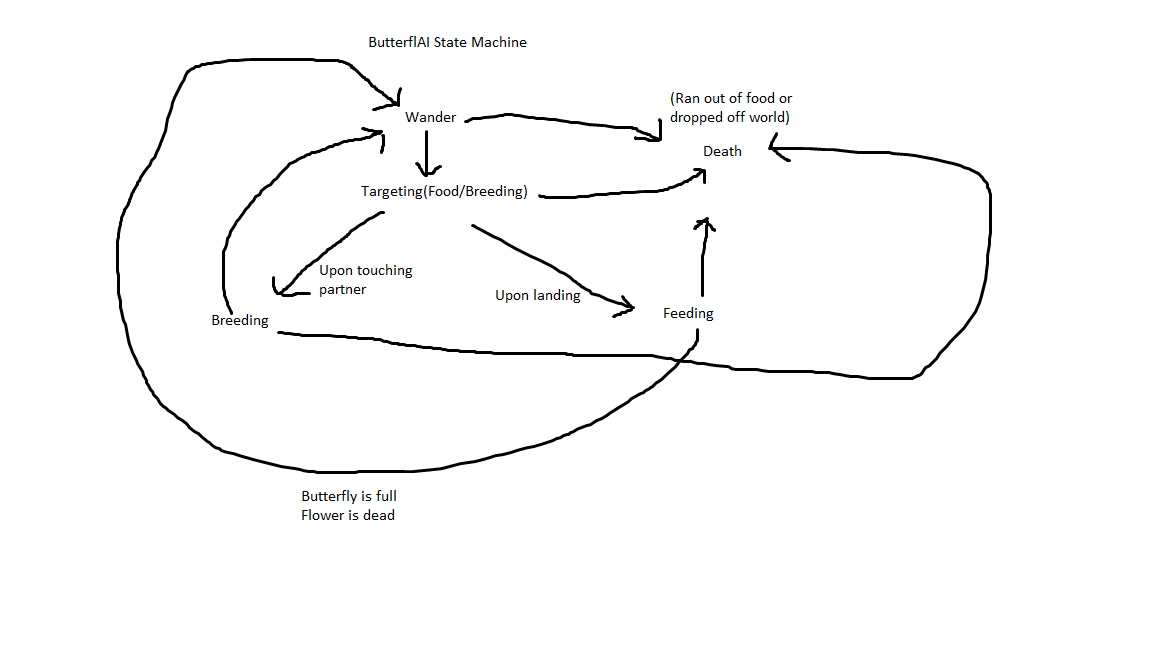 ButterflAI State Machine
(Ran out of food or
dropped off world)
Wander
Death
Targeting(Food/Breeding)
Upon touching
partner
Upon landing
Breeding
Feeding
Butterfly is full
Flower is dead